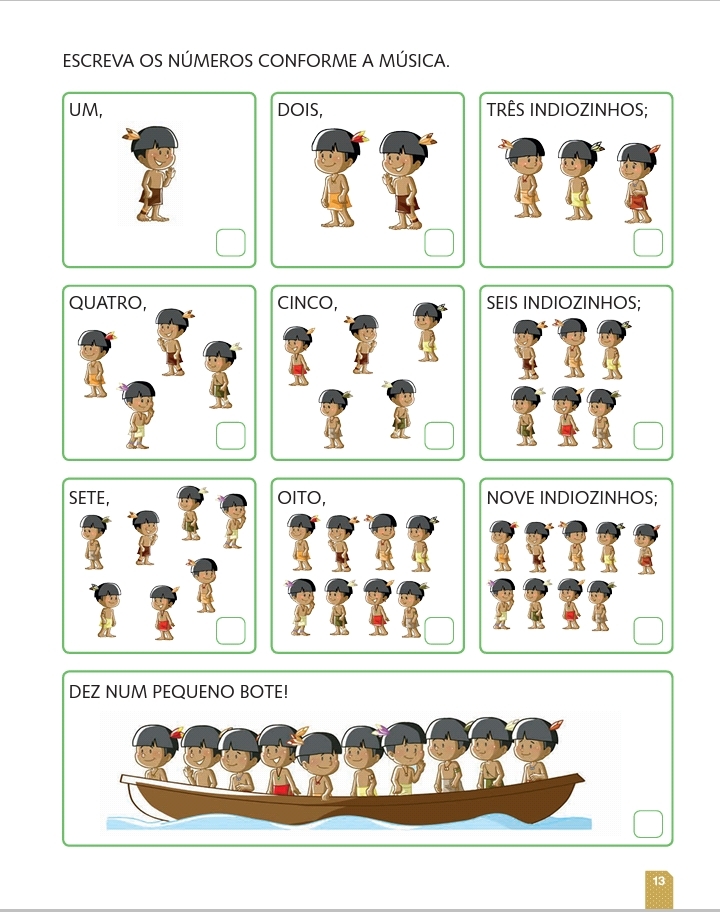 ESCREVA OS NÚMEROS CONFORME A MÚSICA.
UM,
DOIS,
TRÊS INDIOZINHOS;
QUATRO,
CINCO,
SEIS INDIOZINHOS;
SETE,
OITO,
NOVE INDIOZINHOS;
DEZ NUM PEQUENO BOTE!
13